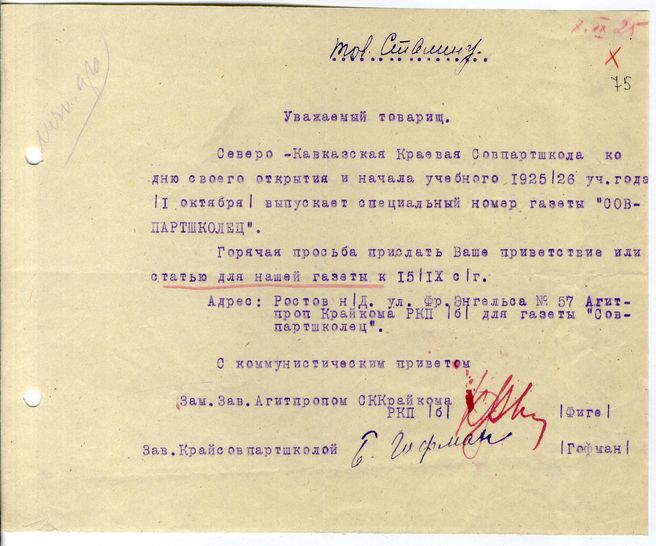 X. IX 25
тов. Сталину.
X
75
Уважаемый товарищ.
Северо -Кавказская Краевая Совпартшкола ко
дню своего открытия и начала учебного 1925/26 уч.года
/I октября/ выпускает специальный номер газеты "СОВ-
ПАРТШКОЛЕЦ".
Горячая просьба прислать Ваше приветствие или
статью для нашей газеты к 15/IX с/г.
Адрес: Ростов н/Д. ул. Фр.Энгельса № 57 Агит-
проп Крайкома РКП /б/ для газеты "Сов-
партшколец".
С коммунистическим приветом
Зам. Зав. Агитпропом СККрайкома
РКП /б/ /Фиге/
Зав.Крайсовпартшколой Б. Гофман /Гофман/